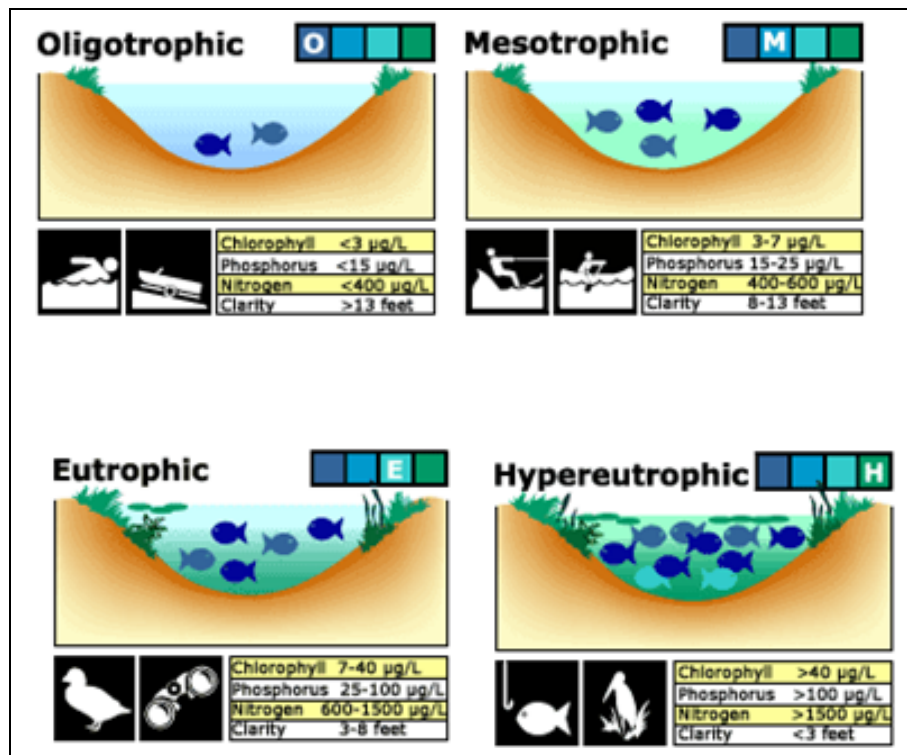 Oligotrophic
O
Chlorophyll <3 µg/L
Phosphorus <15 µg/L
Nitrogen <400 µg/L
Clarity >13 feet
Mesotrophic
M
Chlorophyll 3-7 µg/L
Phosphorus 15-25 µg/L
Nitrogen 400-600 µg/L
Clarity 8-13 feet
Eutrophic
E
Chlorophyll 7-40 µg/L
Phosphorus 25-100 µg/L
Nitrogen 600-1500 µg/L
Clarity 3-8 feet
Hypereutrophic
H
Chlorophyll >40 µg/L
Phosphorus >100 µg/L
Nitrogen >1500 µg/L
Clarity <3 feet